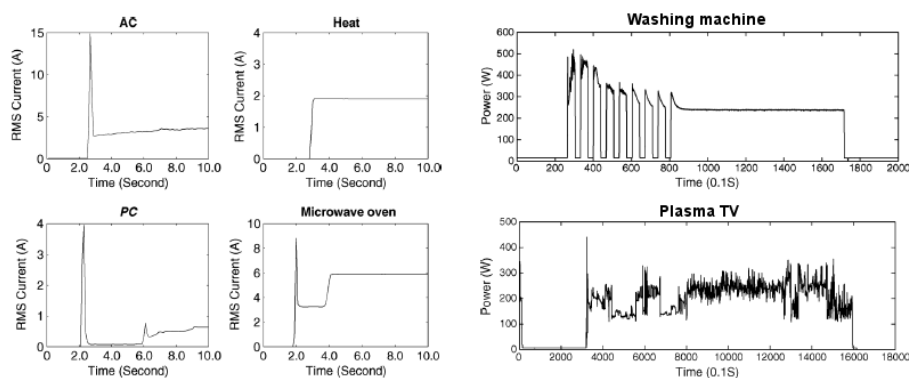 AC
RMS Current (A)
15
10
5
0
0.0 2.0 4.0 6.0 8.0 10.0
Time (Second)
Heat
RMS Current (A)
4
3
2
1
0
0.0 2.0 4.0 6.0 8.0 10.0
Time (Second)
Washing machine
Power (W)
600
500
400
300
200
100
0
0 200 400 600 800 1000 1200 1400 1600 1800 2000
Time (0.1S)
PC
RMS Current (A)
4
3
2
1
0
0.0 2.0 4.0 6.0 8.0 10.0
Time (Second)
Microwave oven
RMS Current (A)
10
8
6
4
2
0
0.0 2.0 4.0 6.0 8.0 10.0
Time (Second)
Plasma TV
Power (W)
500
400
300
200
100
0
0 2000 4000 6000 8000 10000 12000 14000 16000 18000
Time (0.1S)